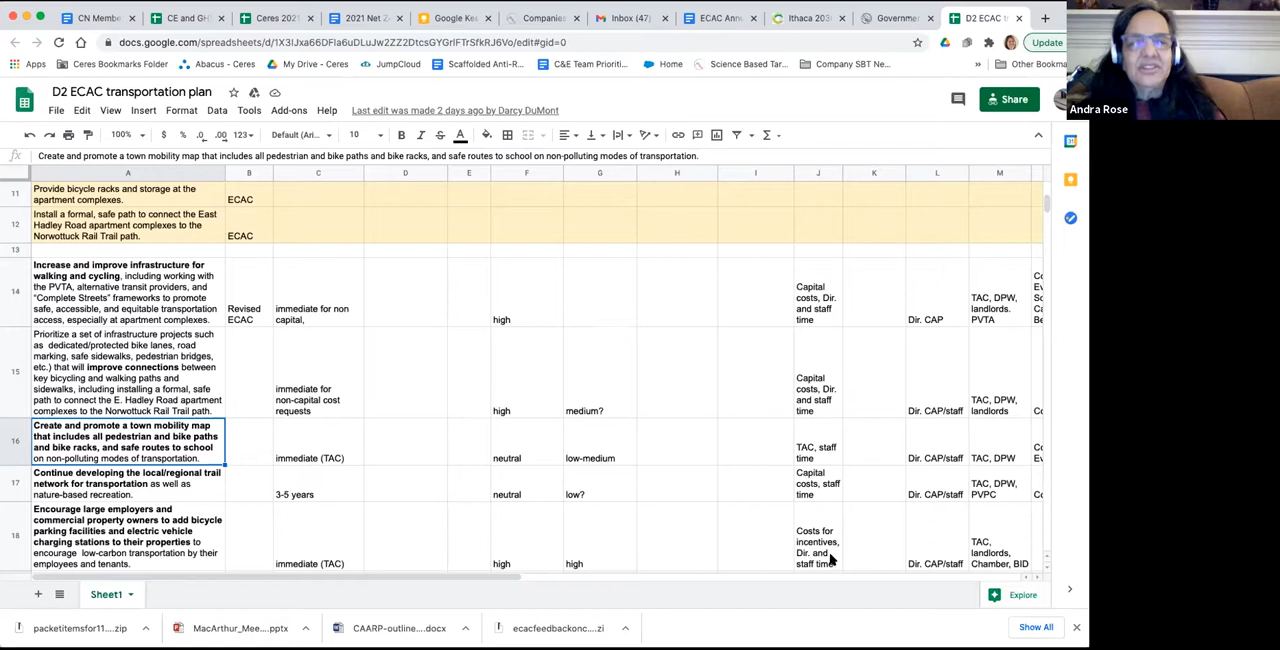 CN Membe
CE and GH
Ceres 2021
2021 Net Z
Google Ke
Companies
Inbox (47)
ECAC Ann
Ithaca 203
Governmer
D2 ECAC t
docs.google.com/spreadsheets/d/1X3IJxa66DFIa6uDLuJw2ZZ2DtcsGYGrIFTrSfkRJ6Vo/edit#gid=0
Update
Apps
Ceres Bookmarks Folder
Abacus - Ceres
My Drive - Ceres
JumpCloud
Scaffolded Anti-R...
C&E Team Prioriti...
Home
Science Based Tar...
Company SBT Ne...
»
Other Bookma
D2 ECAC transportation plan
File Edit View Insert Format Data Tools Actions Help
Last edit was made 2 days ago by Darcy DuMont
Share
Andra Rose
100%
$ % .0 .00 123
Default (Ari...
10
B I S A
fx
Create and promote a town mobility map that includes all pedestrian and bike paths and bike racks, and safe routes to school on non-polluting modes of transportation.
A B C D E F G H I J K L M
11
Provide bicycle racks and storage at the
apartment complexes.
ECAC
12
Install a formal, safe path to connect the East
Hadley Road apartment complexes to the
Norwottuck Rail Trail path.
ECAC
13
14
Increase and improve infrastructure for
walking and cycling, including working with
the PVTA, alternative transit providers, and
"Complete Streets" frameworks to promote
safe, accessible, and equitable transportation
access, especially at apartment complexes.
Revised
ECAC
immediate for non
capital,
high
Capital
costs, Dir.
and staff
time
Dir. CAP
TAC, DPW,
landlords.
PVTA
Co
Ev
So
Ca
Be
15
Prioritize a set of infrastructure projects such
as dedicated/protected bike lanes, road
marking, safe sidewalks, pedestrian bridges,
etc.) that will improve connections between
key bicycling and walking paths and
sidewalks, including installing a formal, safe
path to connect the E. Hadley Road apartment
complexes to the Norwottuck Rail Trail path.
immediate for
non-capital cost
requests
high
medium?
Capital
costs, Dir.
and staff
time
Dir. CAP/staff
TAC, DPW,
landlords
Co
16
Create and promote a town mobility map
that includes all pedestrian and bike paths
and bike racks, and safe routes to school
on non-polluting modes of transportation.
immediate (TAC)
neutral
low-medium
TAC, staff
time
Dir. CAP/staff
TAC, DPW
Co
Ev
17
Continue developing the local/regional trail
network for transportation as well as
nature-based recreation.
3-5 years
neutral
low?
Capital
costs, staff
time
Dir. CAP/staff
TAC, DPW,
PVPC
Co
18
Encourage large employers and
commercial property owners to add bicycle
parking facilities and electric vehicle
charging stations to their properties to
encourage low-carbon transportation by their
employees and tenants.
immediate (TAC)
high
high
Costs for
incentives,
Dir. and
staff time
Dir. CAP/staff
TAC,
landlords,
Chamber, BID
Sheet1
Explore
packetitemsfor11....zip
MacArthur_Mee....pptx
CAARP-outline....docx
ecacfeedbackonc....zi
Show All